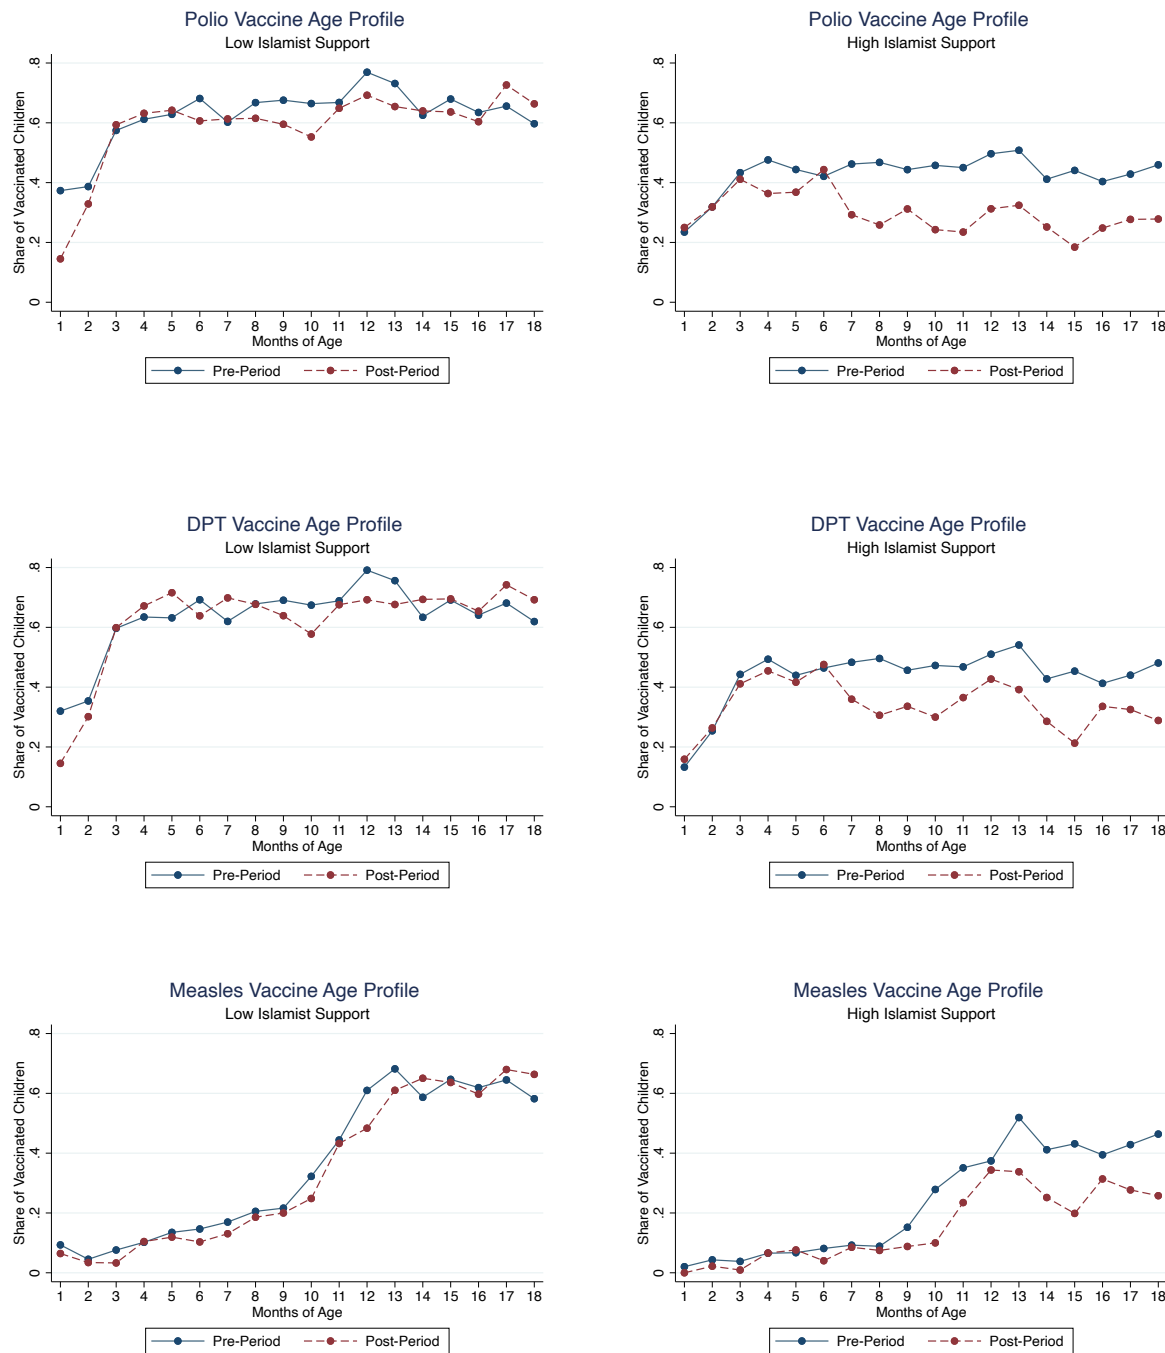 Polio Vaccine Age Profile
Low Islamist Support
Share of Vaccinated Children
0 .2 .4 .6 .8
1 2 3 4 5 6 7 8 9 10 11 12 13 14 15 16 17 18
Months of Age
Pre-Period Post-Period
Polio Vaccine Age Profile
High Islamist Support
Share of Vaccinated Children
0 .2 .4 .6 .8
1 2 3 4 5 6 7 8 9 10 11 12 13 14 15 16 17 18
Months of Age
Pre-Period Post-Period
DPT Vaccine Age Profile
Low Islamist Support
Share of Vaccinated Children
0 .2 .4 .6 .8
1 2 3 4 5 6 7 8 9 10 11 12 13 14 15 16 17 18
Months of Age
Pre-Period Post-Period
DPT Vaccine Age Profile
High Islamist Support
Share of Vaccinated Children
0 .2 .4 .6 .8
1 2 3 4 5 6 7 8 9 10 11 12 13 14 15 16 17 18
Months of Age
Pre-Period Post-Period
Measles Vaccine Age Profile
Low Islamist Support
Share of Vaccinated Children
0 .2 .4 .6 .8
1 2 3 4 5 6 7 8 9 10 11 12 13 14 15 16 17 18
Months of Age
Pre-Period Post-Period
Measles Vaccine Age Profile
High Islamist Support
Share of Vaccinated Children
0 .2 .4 .6 .8
1 2 3 4 5 6 7 8 9 10 11 12 13 14 15 16 17 18
Months of Age
Pre-Period Post-Period